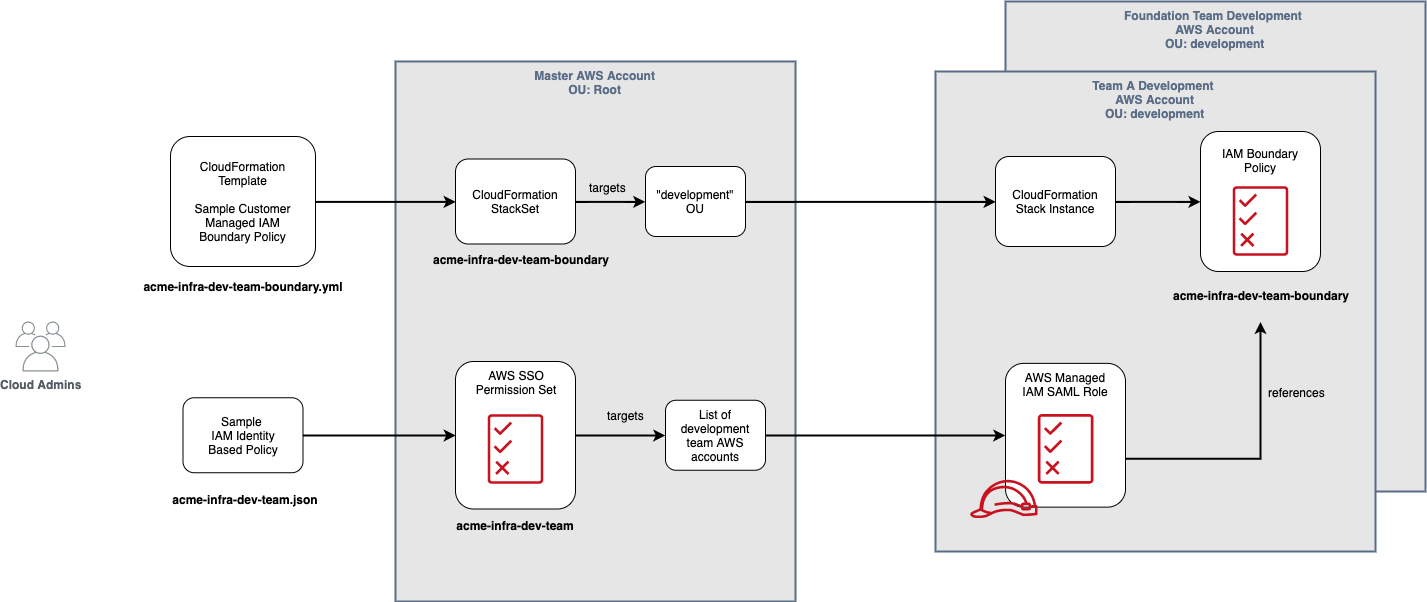 Foundation Team Development
AWS Account
OU: development
Master AWS Account
OU: Root
Team A Development
AWS Account
OU: development
CloudFormation
Template
Sample Customer
Managed IAM
Boundary Policy
acme-infra-dev-team-boundary.yml
CloudFormation
StackSet
acme-infra-dev-team-boundary
targets
"development"
OU
CloudFormation
Stack Instance
IAM Boundary
Policy
acme-infra-dev-team-boundary
Cloud Admins
Sample
IAM Identity
Based Policy
acme-infra-dev-team.json
AWS SSO
Permission Set
acme-infra-dev-team
targets
List of
development
team AWS
accounts
AWS Managed
IAM SAML Role
references